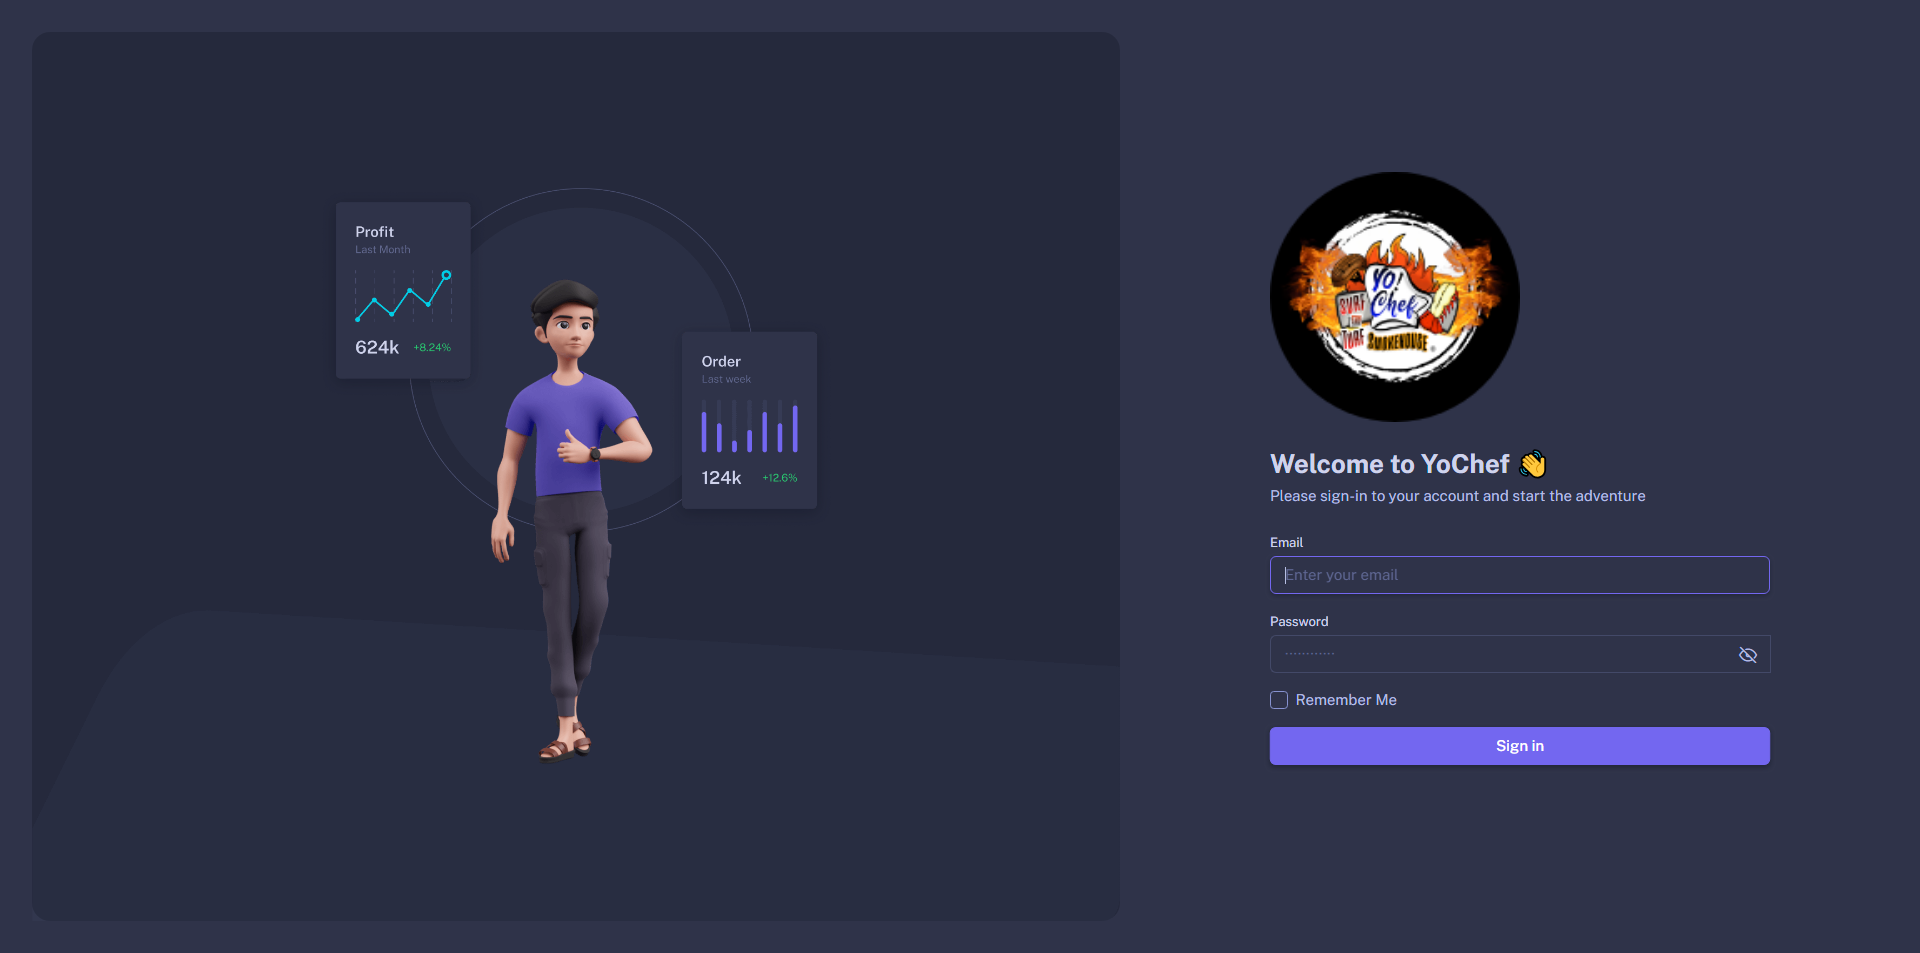 Profit
Last Month
624k +8.24%
Order
Last week
124k +12.6%
YO!
Chef
SURF
TURF
SMOKEHOUSE
Welcome to YoChef 👋
Please sign-in to your account and start the adventure
Email
Enter your email
Password
············
Remember Me
Sign in